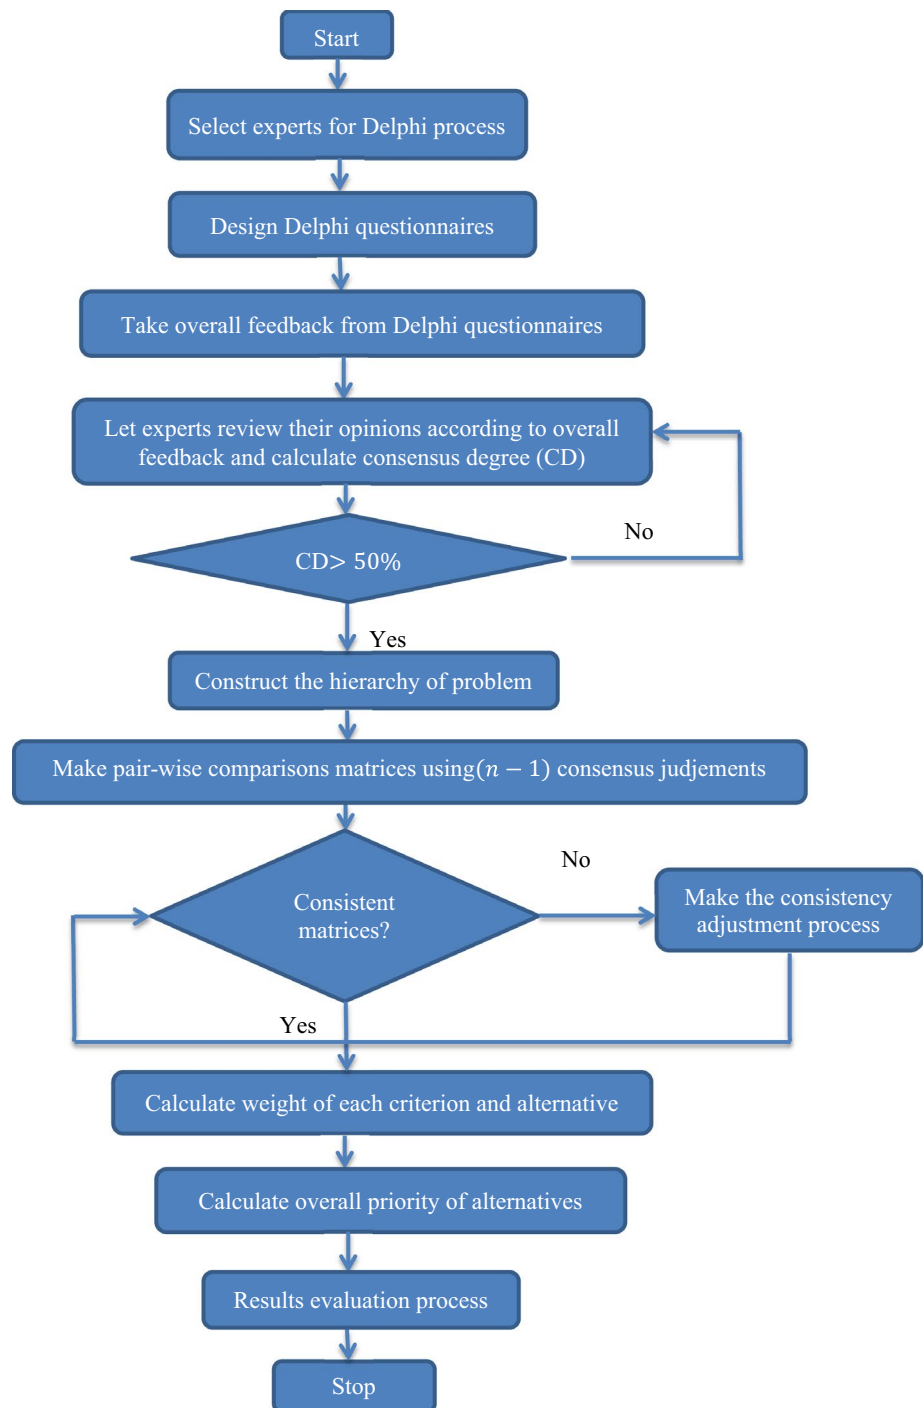 Start
Select experts for Delphi process
Design Delphi questionnaires
Take overall feedback from Delphi questionnaires
Let experts review their opinions according to overall
feedback and calculate consensus degree (CD)
No
CD> 50%
Yes
Construct the hierarchy of problem
Make pair-wise comparisons matrices using(n − 1) consensus judjements
No
Consistent
matrices?
Make the consistency
adjustment process
Yes
Calculate weight of each criterion and alternative
Calculate overall priority of alternatives
Results evaluation process
Stop